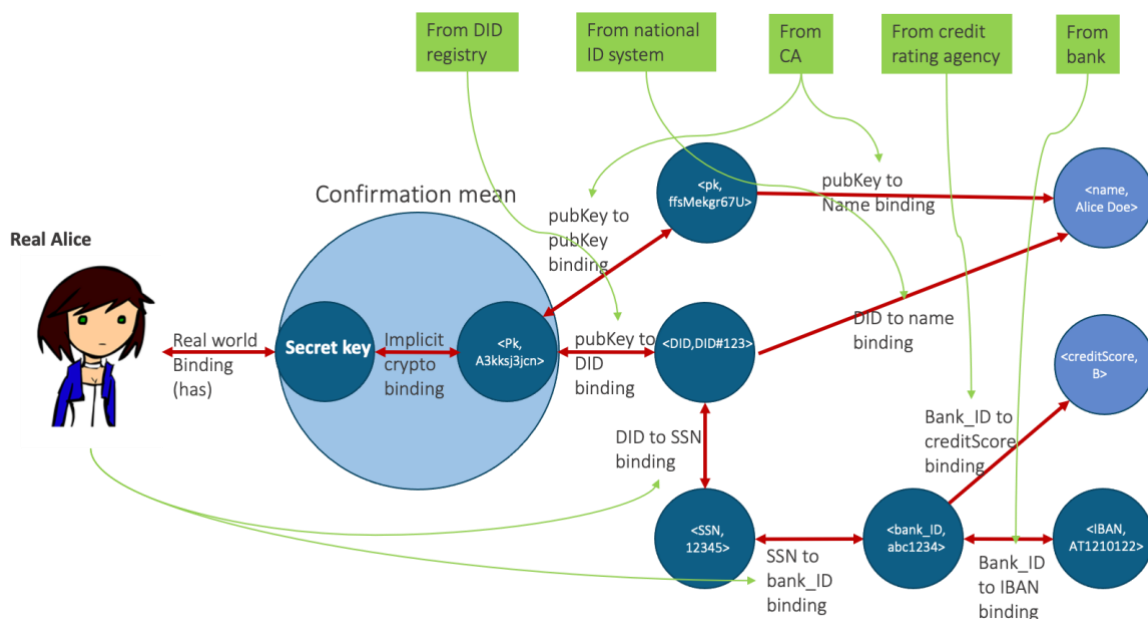 From DID
registry
From national
ID system
From
CA
From credit
rating agency
From
bank
Confirmation mean
Real Alice
Real world
Binding
(has)
Secret key
Implicit
crypto
binding
<Pk,
A3kksj3jcn>
pubKey to
pubKey
binding
<pk,
ffsMekgr67U>
pubKey to
Name binding
<name,
Alice Doe>
pubKey to
DID
binding
<DID,DID#123>
DID to name
binding
<creditScore,
B>
DID to SSN
binding
Bank_ID to
creditScore
binding
<SSN,
12345>
SSN to
bank_ID
binding
<bank_ID,
abc1234>
Bank_ID
to IBAN
binding
<IBAN,
AT1210122>